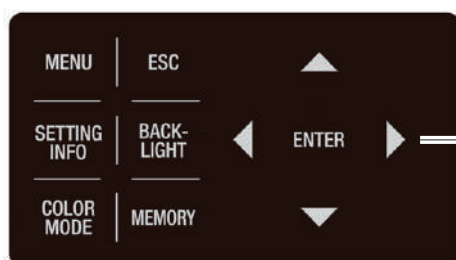 MENU
ESC
SETTING
INFO
BACK-
LIGHT
ENTER
COLOR
MODE
MEMORY